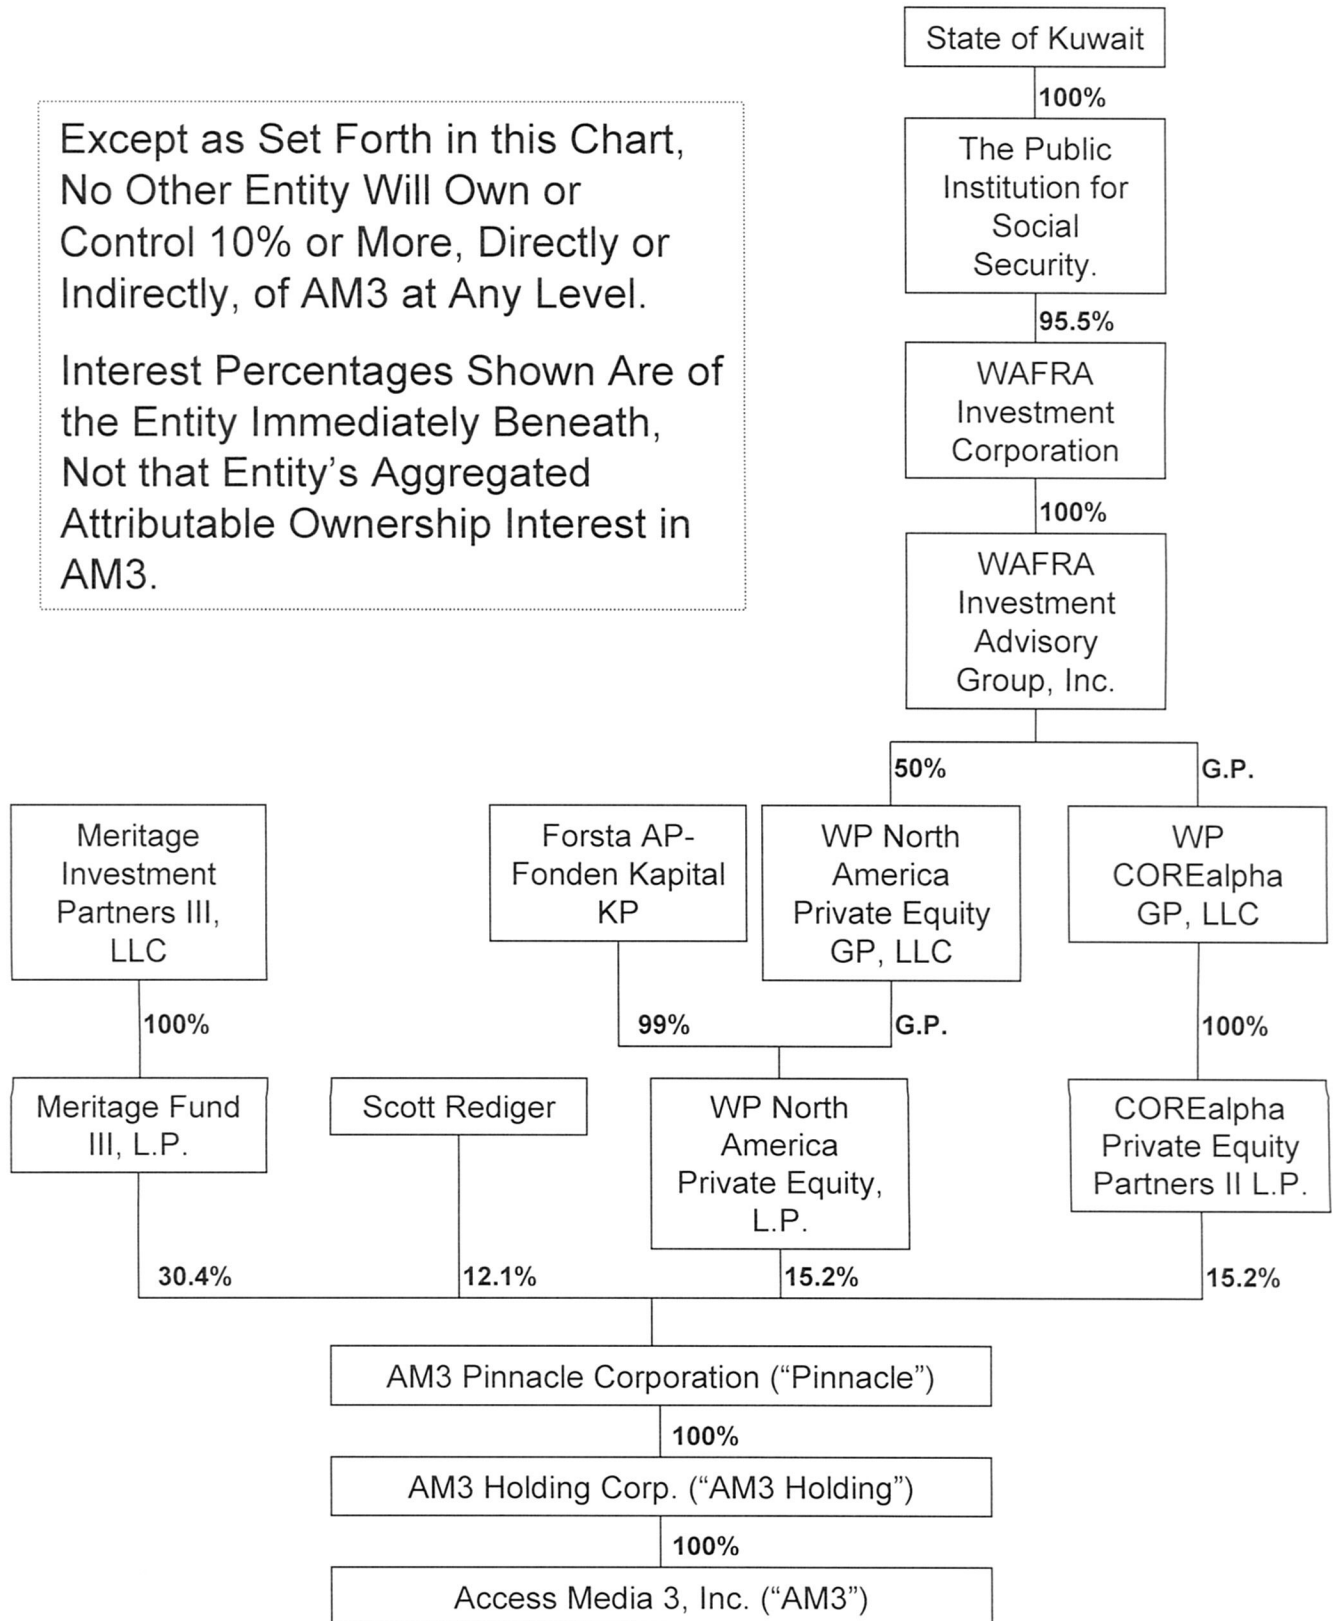 State of Kuwait
100%
Except as Set Forth in this Chart,
No Other Entity Will Own or
Control 10% or More, Directly or
Indirectly, of AM3 at Any Level.
Interest Percentages Shown Are of
the Entity Immediately Beneath,
Not that Entity’s Aggregated
Attributable Ownership Interest in
AM3.
The Public
Institution for
Social
Security.
95.5%
WAFRA
Investment
Corporation
100%
WAFRA
Investment
Advisory
Group, Inc.
50%
G.P.
Meritage
Investment
Partners III,
LLC
Forsta AP-
Fonden Kapital
KP
WP North
America
Private Equity
GP, LLC
WP
COREalpha
GP, LLC
100%
99%
G.P.
100%
Meritage Fund
III, L.P.
Scott Rediger
WP North
America
Private Equity,
L.P.
COREalpha
Private Equity
Partners II L.P.
30.4%
12.1%
15.2%
15.2%
AM3 Pinnacle Corporation (“Pinnacle”)
100%
AM3 Holding Corp. (“AM3 Holding”)
100%
Access Media 3, Inc. (“AM3”)